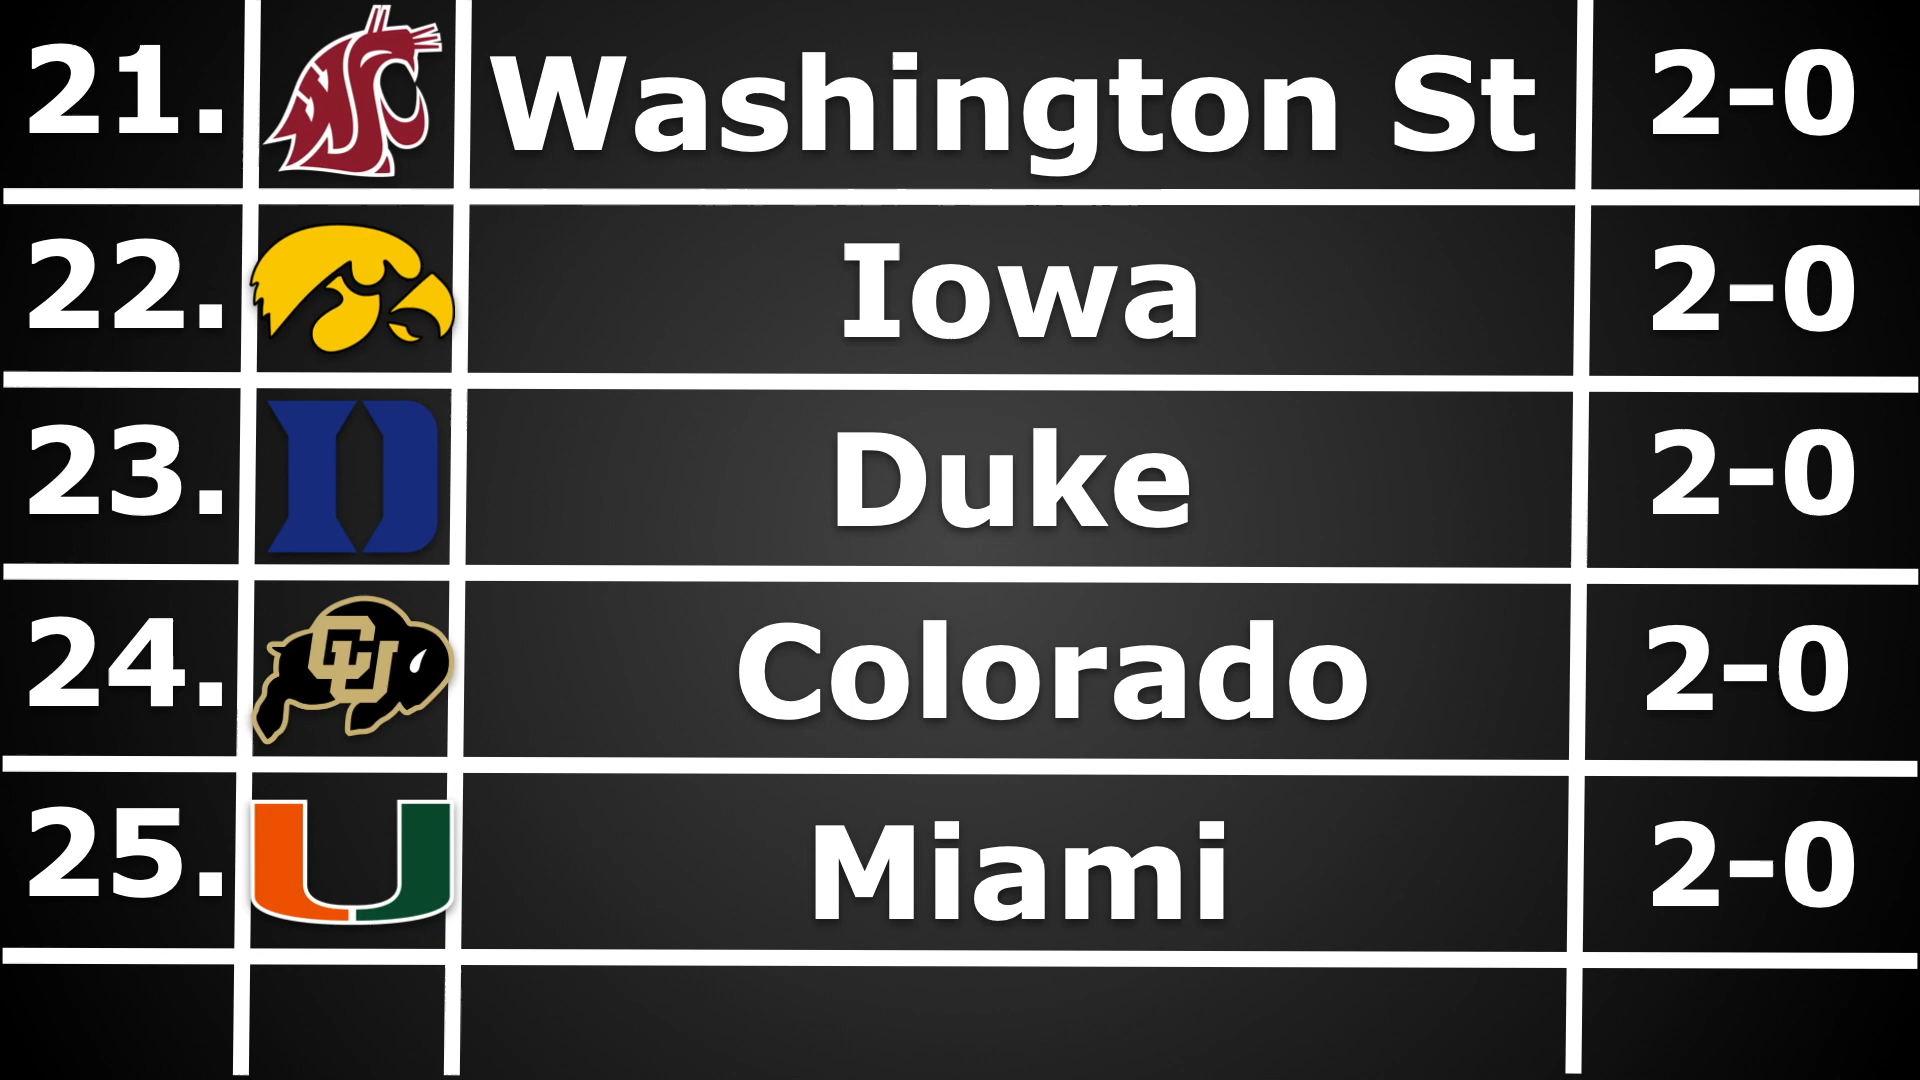 21. Washington St 2-0
22. Iowa 2-0
23. Duke 2-0
24. CU Colorado 2-0
25. Miami 2-0